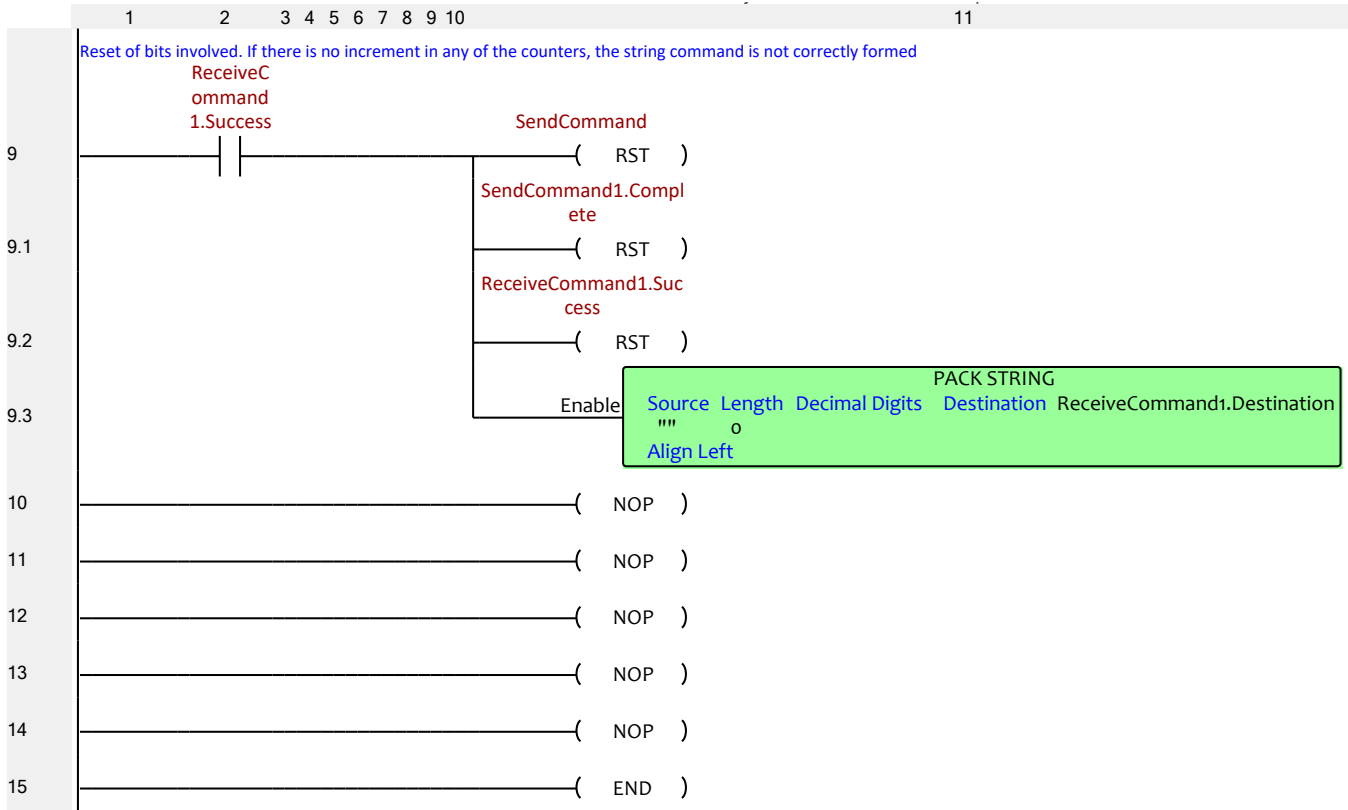 1 2 3 4 5 6 7 8 9 10 11
Reset of bits involved. If there is no increment in any of the counters, the string command is not correctly formed
ReceiveC
ommand
1.Success
SendCommand
9
( RST )
SendCommand1.Compl
ete
9.1
( RST )
ReceiveCommand1.Suc
cess
9.2
( RST )
PACK STRING
9.3
Enable
Source Length Decimal Digits Destination ReceiveCommand1.Destination
"" 0
Align Left
10 ( NOP )
11 ( NOP )
12 ( NOP )
13 ( NOP )
14 ( NOP )
15 ( END )